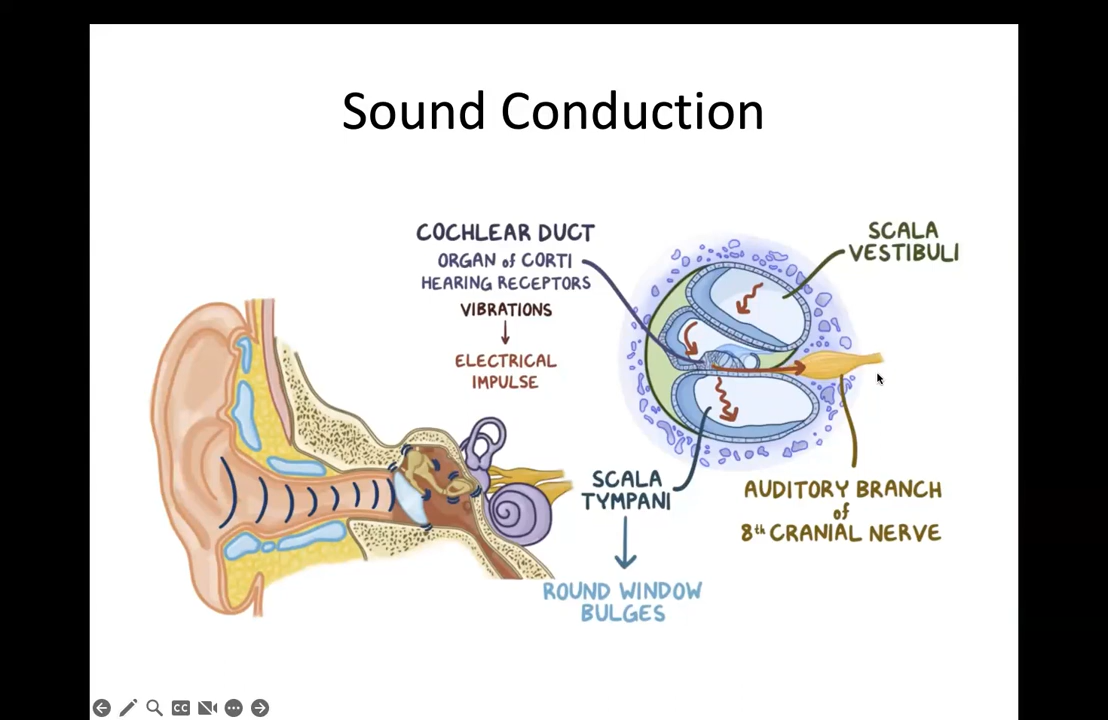 Sound Conduction
COCHLEAR DUCT
ORGAN of CORTI
HEARING RECEPTORS
VIBRATIONS
ELECTRICAL
IMPULSE
SCALA
VESTIBULI
SCALA
TYMPANI
ROUND WINDOW
BULGES
AUDITORY BRANCH
of
8th CRANIAL NERVE
CC